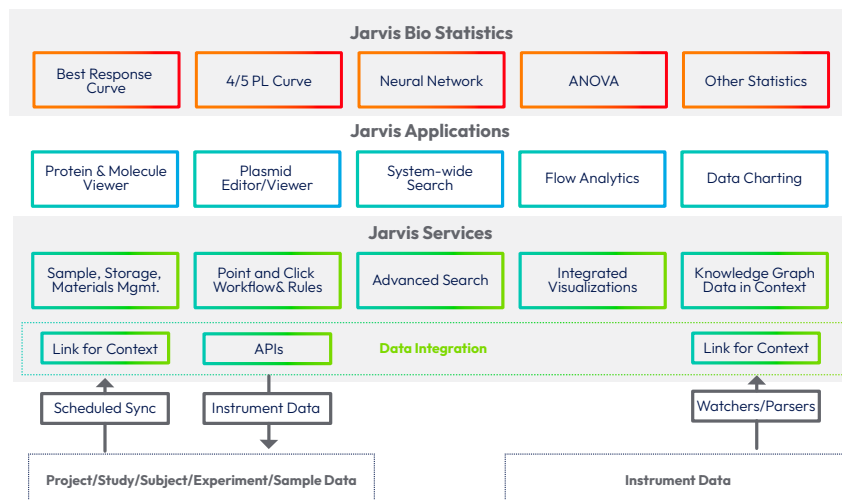 Jarvis Bio Statistics
Best Response
Curve
4/5 PL Curve
Neural Network
ANOVA
Other Statistics
Jarvis Applications
Protein & Molecule
Viewer
Plasmid
Editor/Viewer
System-wide
Search
Flow Analytics
Data Charting
Jarvis Services
Sample, Storage,
Materials Mgmt.
Point and Click
Workflow& Rules
Advanced Search
Integrated
Visualizations
Knowledge Graph
Data in Context
Link for Context
APIs
Data Integration
Link for Context
Scheduled Sync
Instrument Data
Watchers/Parsers
Project/Study/Subject/Experiment/Sample Data
Instrument Data